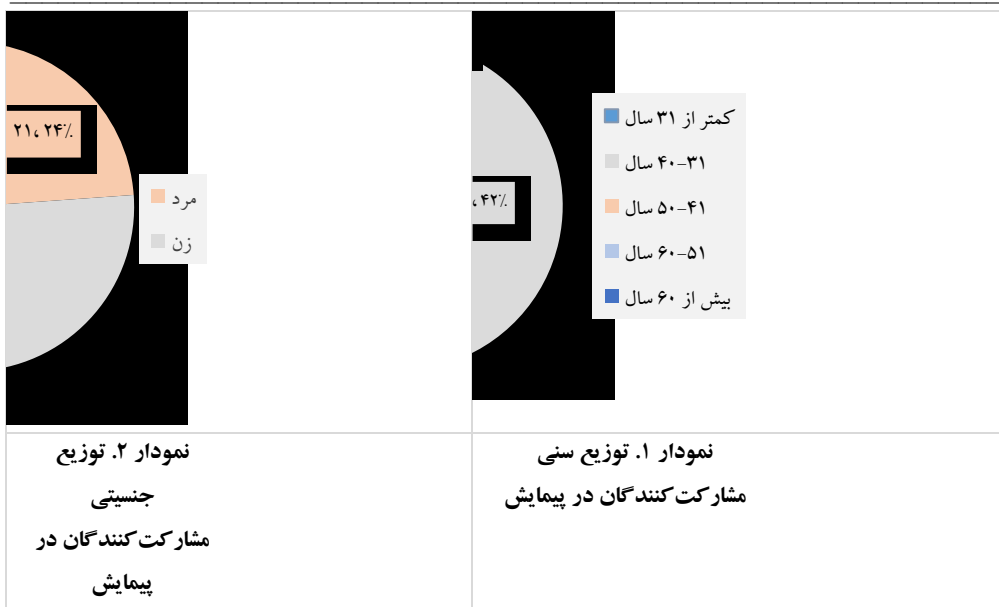 کمتر از ۳۱ سال
۳۱-۴۰ سال
۴۱-۵۰ سال
۵۱-۶۰ سال
بیش از ۶۰ سال
، ۴۲٪
نمودار ۱. توزیع سنی
مشارکت‌کنندگان در پیمایش
۲۱، ۲۴٪
مرد
زن
نمودار ۲. توزیع
جنسیتی
مشارکت‌کنندگان در
پیمایش